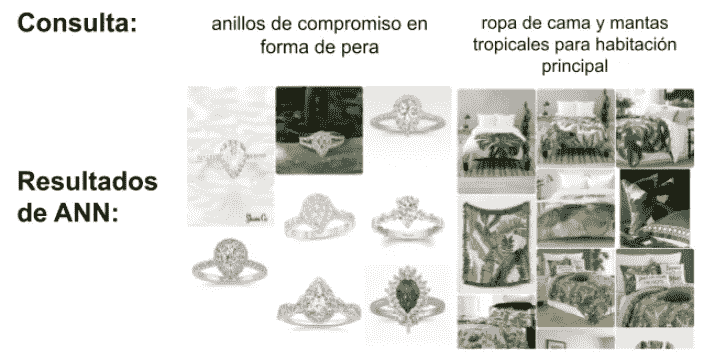 Consulta:
anillos de compromiso en
forma de pera
ropa de cama y mantas
tropicales para habitación
principal
Resultados
de ANN: